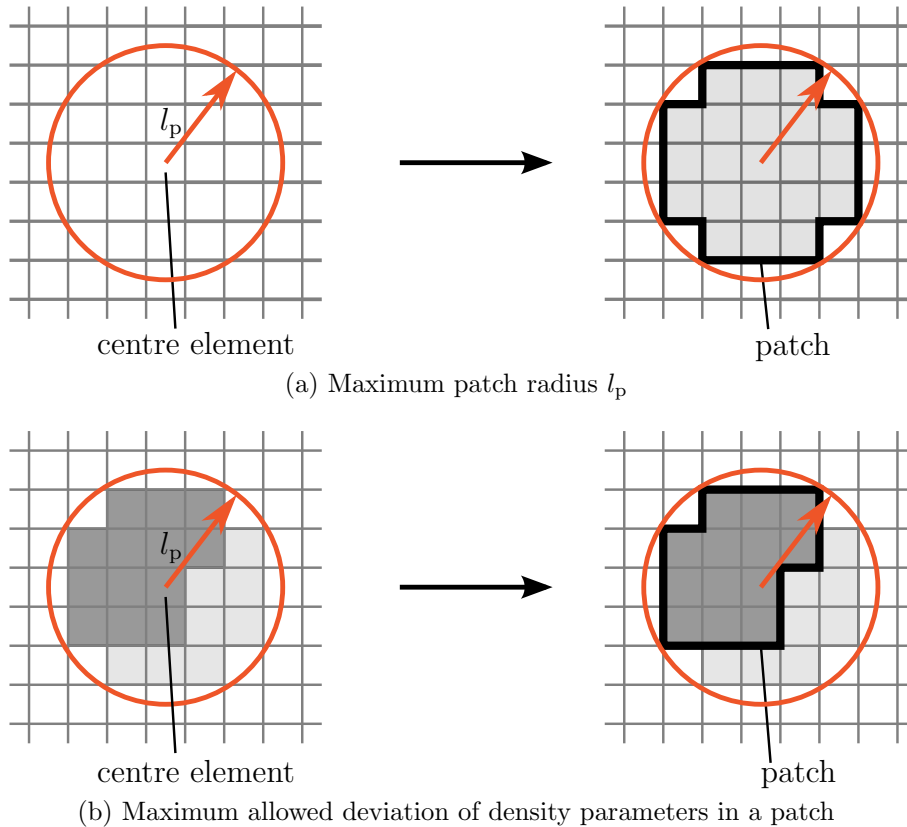 l_p
centre element
patch
(a) Maximum patch radius l_p
l_p
centre element
patch
(b) Maximum allowed deviation of density parameters in a patch